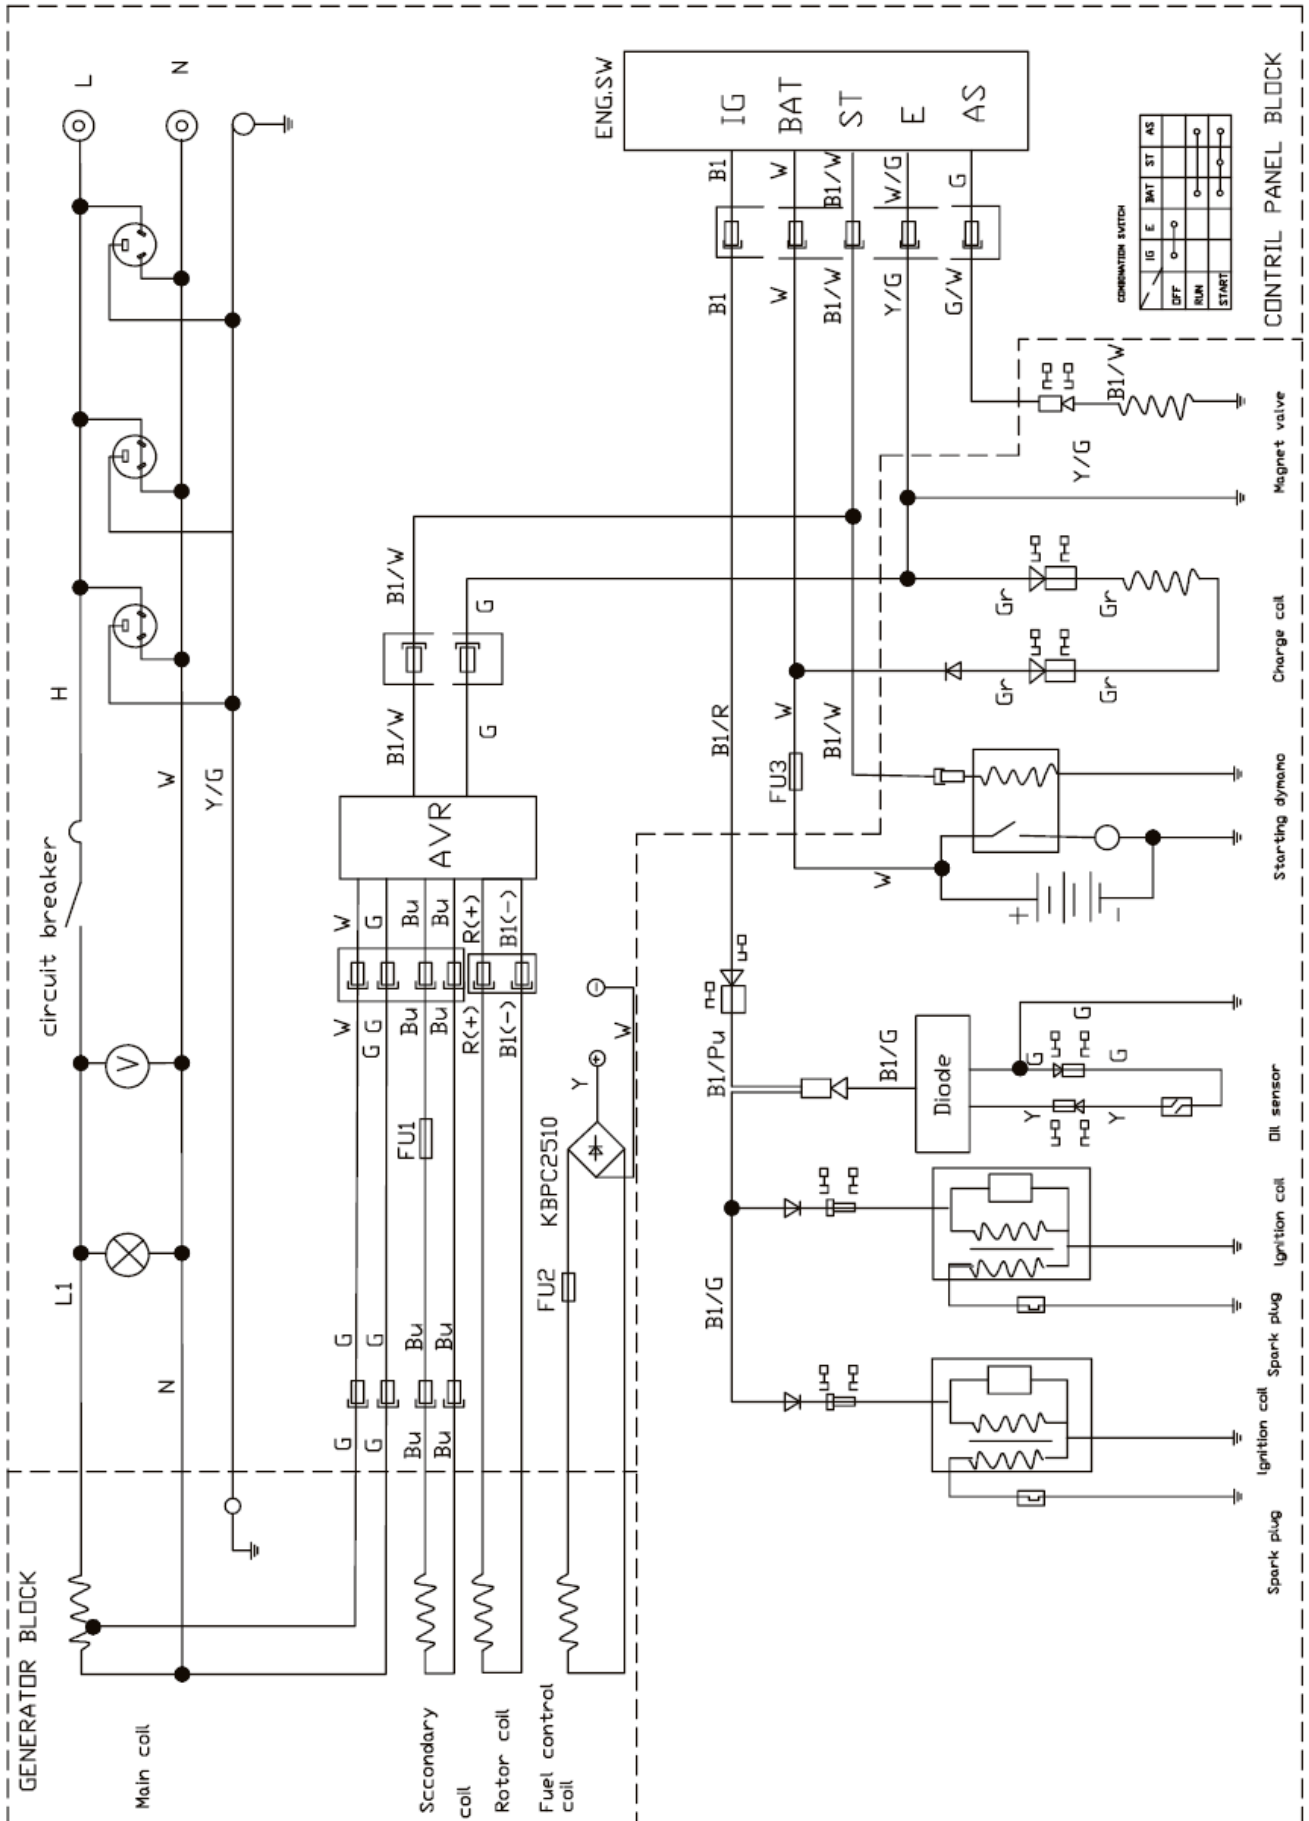 GENERATOR BLOCK
Main coil
Sccondary
coil
Rotor coil
Fuel control
coil
L1
N
circuit breaker
V
H
W
Y/G
L
N
G
G
Bu
Bu
G
G
Bu
Bu
FU1
FU2
KBPC2510
Y
W
W
G G
Bu
Bu
R(+)
B1(-)
W
G
Bu
Bu
R(+)
B1(-)
AVR
B1/W
G
B1/W
G
ENG.SW
IG
BAT
ST
E
AS
B1
W
B1/W
W/G
G
B1
W
B1/W
Y/G
G/W
B1/R
FU3
W
B1/W
W
+
-
B1/Pu
B1/G
B1/G
Diode
G
G
G
Y
Y
Gr
Gr
Gr
Gr
Y/G
B1/W
COMBINATION SWITCH
IG E BAT ST AS
OFF
RUN
START
CONTRIL PANEL BLOCK
Spark plug
Ignition coil
Spark plug
Ignition coil
Oil sensor
Starting dymamo
Charge coil
Magnet valve